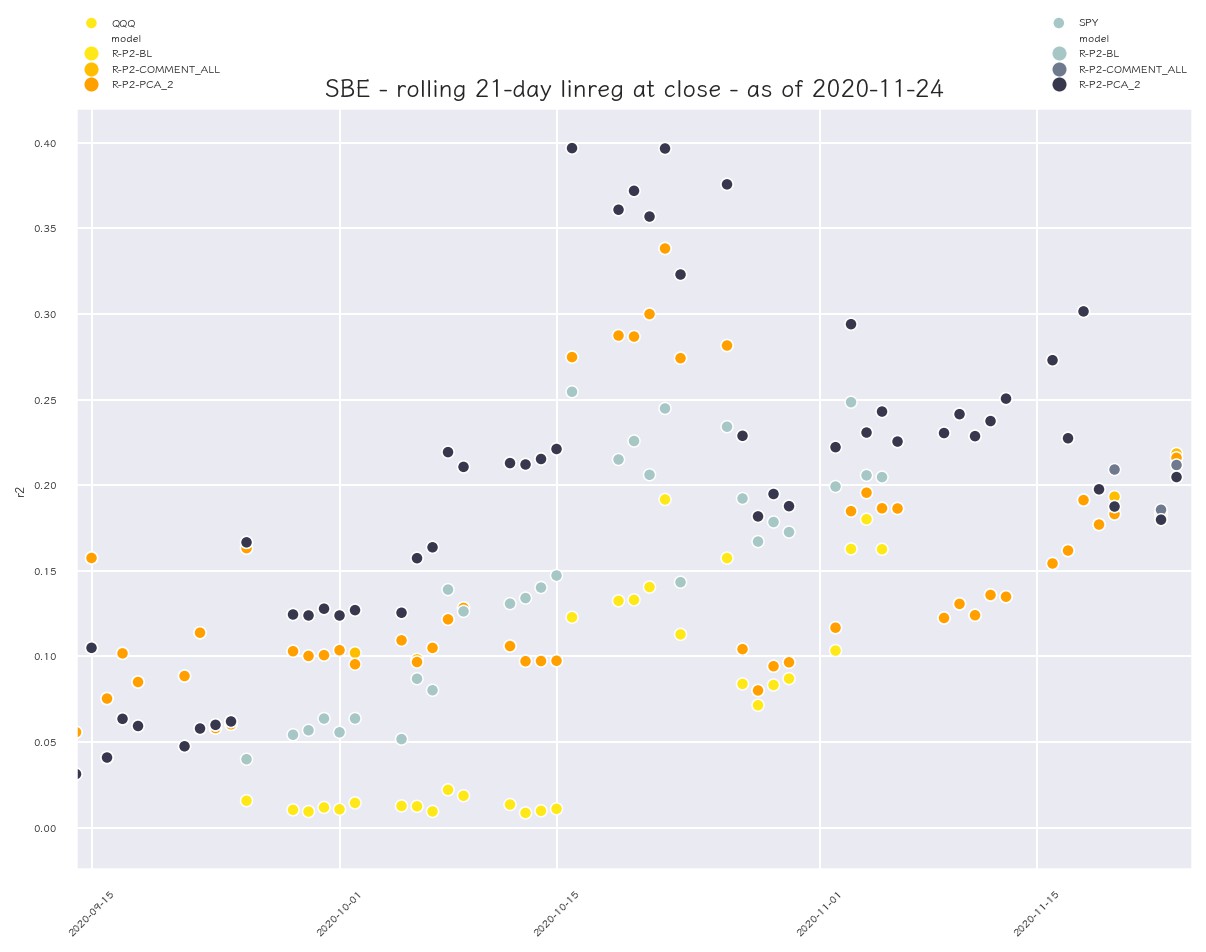 QQQ
model
R-P2-BL
R-P2-COMMENT_ALL
R-P2-PCA_2
SPY
model
R-P2-BL
R-P2-COMMENT_ALL
R-P2-PCA_2
SBE - rolling 21-day linreg at close - as of 2020-11-24
r2
0.40
0.35
0.30
0.25
0.20
0.15
0.10
0.05
0.00
2020-09-15
2020-10-01
2020-10-15
2020-11-01
2020-11-15